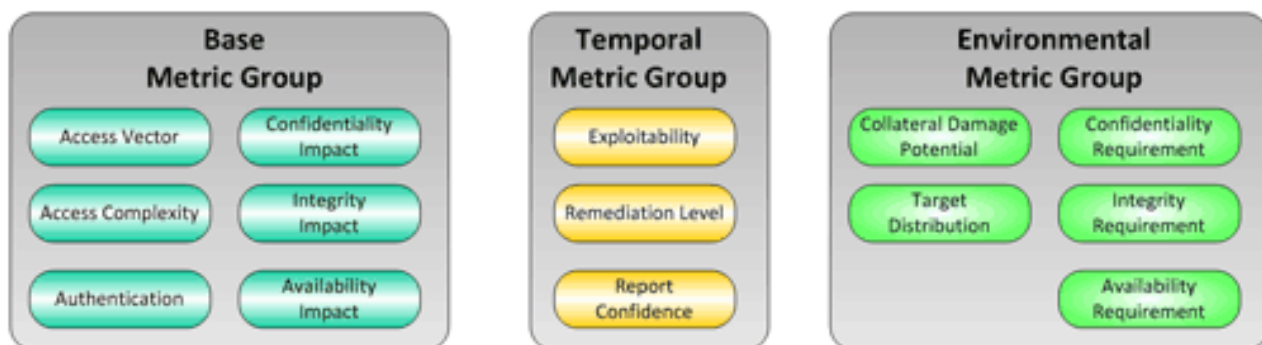 Base
Metric Group
Access Vector
Confidentiality
Impact
Access Complexity
Integrity
Impact
Authentication
Availability
Impact
Temporal
Metric Group
Exploitability
Remediation Level
Report
Confidence
Environmental
Metric Group
Collateral Damage
Potential
Confidentiality
Requirement
Target
Distribution
Integrity
Requirement
Availability
Requirement